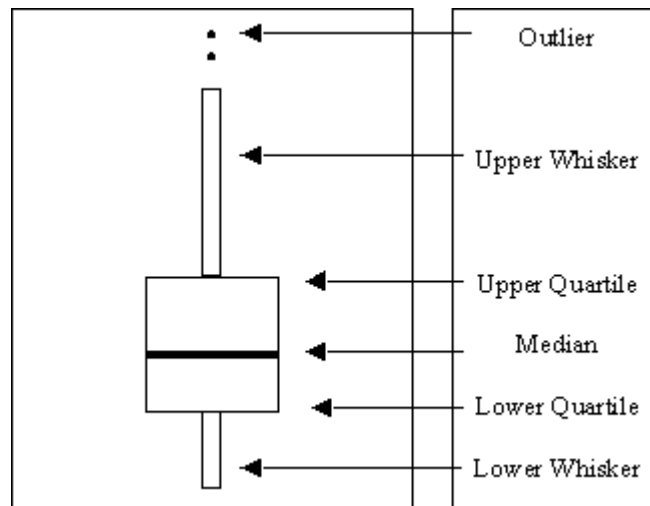 Outlier
Upper Whisker
Upper Quartile
Median
Lower Quartile
Lower Whisker